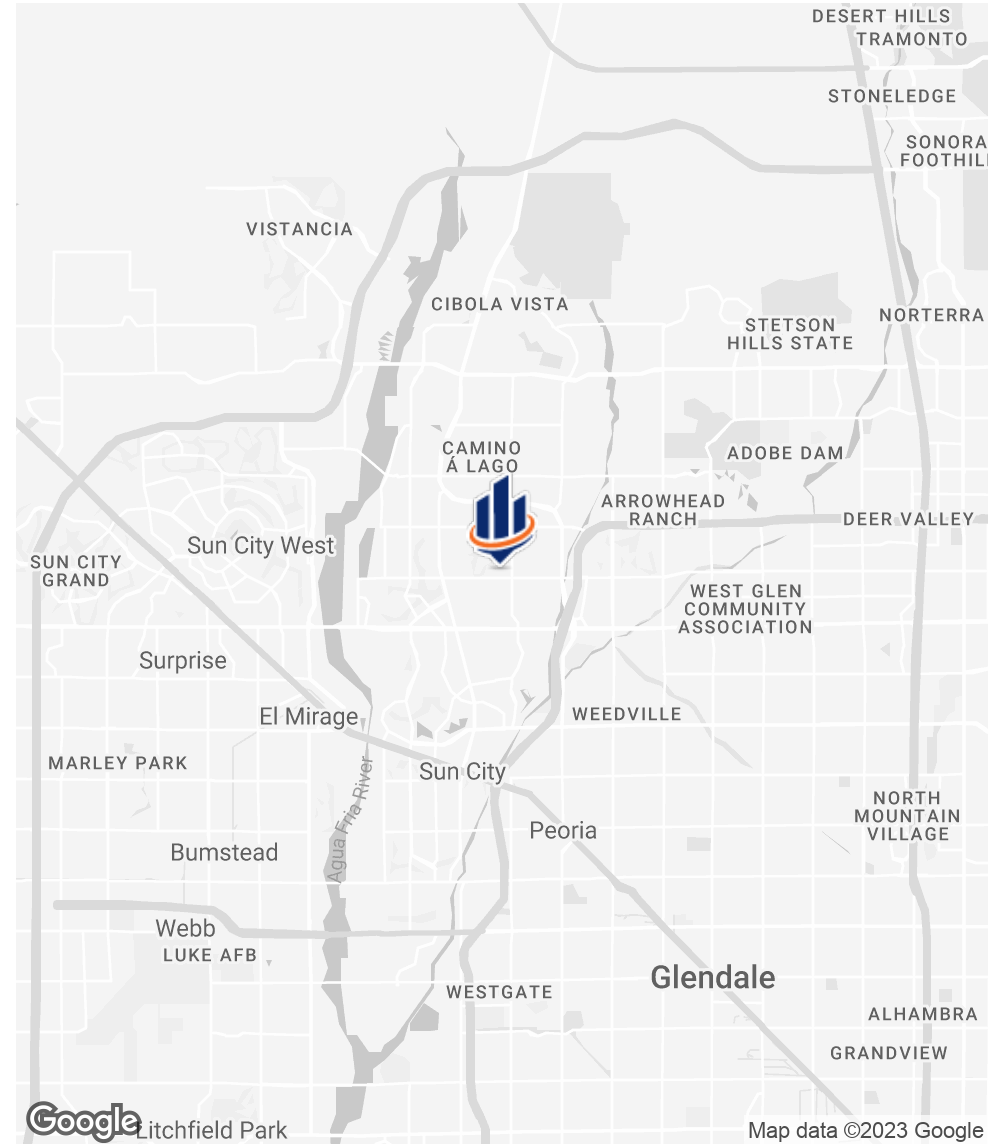 DESERT HILLS
TRAMONTO
STONELEDGE
SONORA
FOOTHIL
VISTANCIA
CIBOLA VISTA
NORTERRA
STETSON
HILLS STATE
CAMINO
Á LAGO
ADOBE DAM
ARROWHEAD
RANCH
DEER VALLEY
Sun City West
SUN CITY
GRAND
WEST GLEN
COMMUNITY
ASSOCIATION
Surprise
El Mirage
WEEDVILLE
MARLEY PARK
Sun City
Agua Fria River
NORTH
MOUNTAIN
VILLAGE
Peoria
Bumstead
Webb
LUKE AFB
Glendale
WESTGATE
ALHAMBRA
GRANDVIEW
Google
Litchfield Park
Map data ©2023 Google